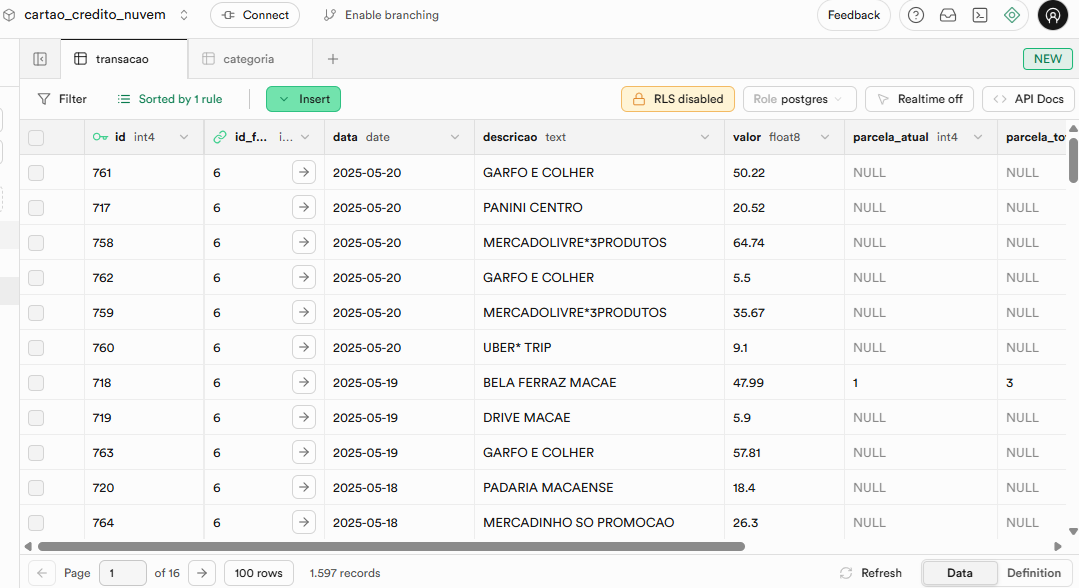 cartao_credito_nuvem Connect Enable branching Feedback
transacao categoria NEW
Filter Sorted by 1 rule Insert RLS disabled Role postgres Realtime off API Docs
id int4 id_f... i... data date descricao text valor float8 parcela_atual int4 parcela_to
761 6 2025-05-20 GARFO E COLHER 50.22 NULL NULL
717 6 2025-05-20 PANINI CENTRO 20.52 NULL NULL
758 6 2025-05-20 MERCADOLIVRE*3PRODUTOS 64.74 NULL NULL
762 6 2025-05-20 GARFO E COLHER 5.5 NULL NULL
759 6 2025-05-20 MERCADOLIVRE*3PRODUTOS 35.67 NULL NULL
760 6 2025-05-20 UBER* TRIP 9.1 NULL NULL
718 6 2025-05-19 BELA FERRAZ MACAE 47.99 1 3
719 6 2025-05-19 DRIVE MACAE 5.9 NULL NULL
763 6 2025-05-19 GARFO E COLHER 57.81 NULL NULL
720 6 2025-05-18 PADARIA MACAENSE 18.4 NULL NULL
764 6 2025-05-18 MERCADINHO SO PROMOCAO 26.3 NULL NULL
Page 1 of 16 100 rows 1.597 records Refresh Data Definition